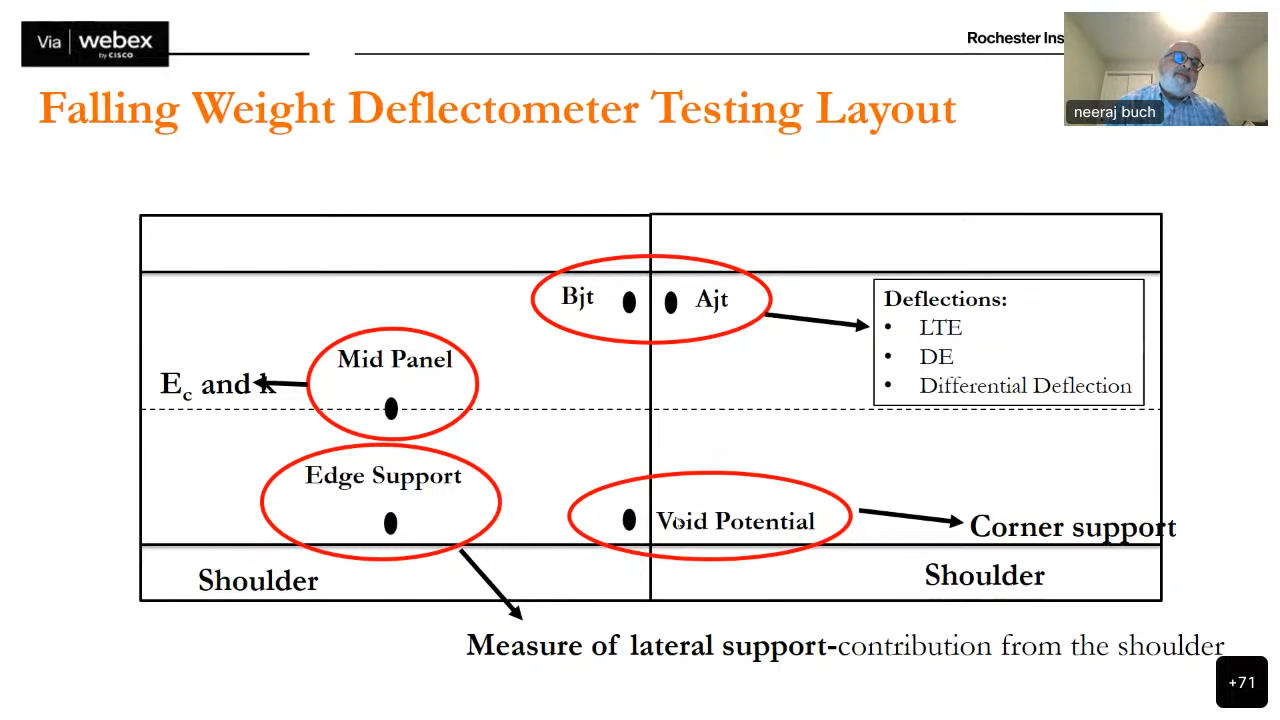 Via webex
by CISCO
Rochester Ins
neeraj buch
Falling Weight Deflectometer Testing Layout
Bjt
Ajt
Deflections:
• LTE
• DE
• Differential Deflection
Mid Panel
Ec and k
Edge Support
Void Potential
Corner support
Shoulder
Shoulder
Measure of lateral support-contribution from the shoulder
+71